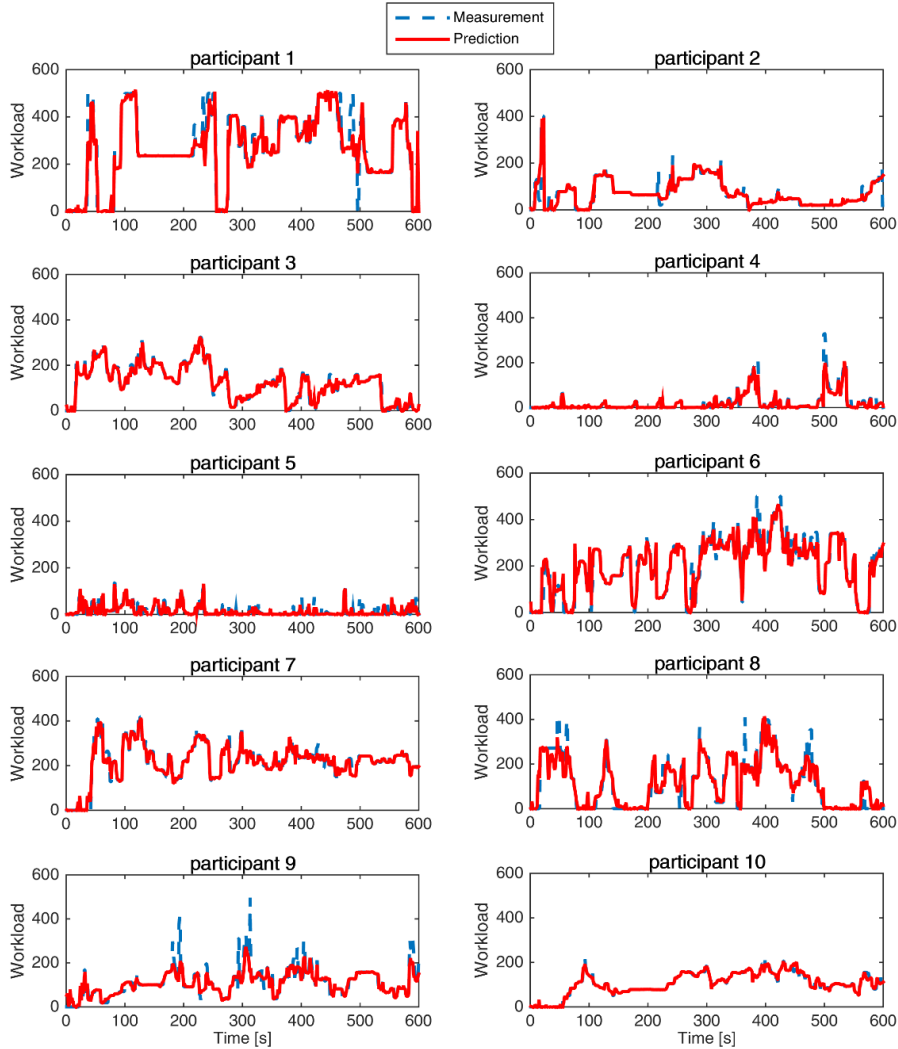 Measurement
Prediction
participant 1
participant 2
600
400
200
0
Workload
0 100 200 300 400 500 600
600
400
200
0
Workload
0 100 200 300 400 500 600
participant 3
participant 4
600
400
200
0
Workload
0 100 200 300 400 500 600
600
400
200
0
Workload
0 100 200 300 400 500 600
participant 5
participant 6
600
400
200
0
Workload
0 100 200 300 400 500 600
600
400
200
0
Workload
0 100 200 300 400 500 600
participant 7
participant 8
600
400
200
0
Workload
0 100 200 300 400 500 600
600
400
200
0
Workload
0 100 200 300 400 500 600
participant 9
participant 10
600
400
200
0
Workload
0 100 200 300 400 500 600
Time [s]
600
400
200
0
Workload
0 100 200 300 400 500 600
Time [s]